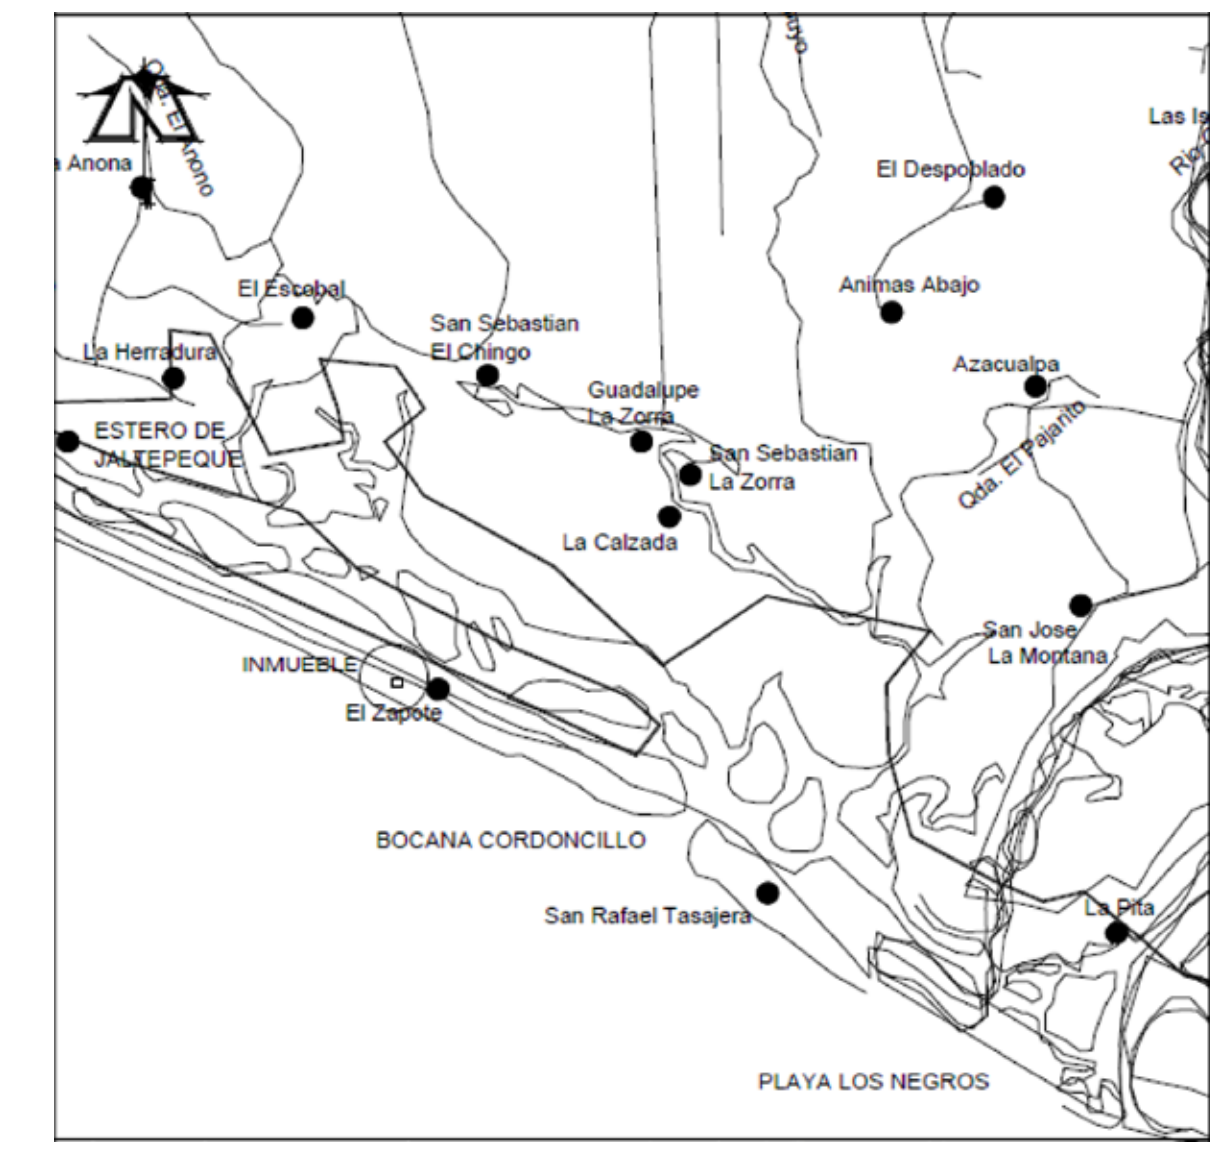 Qda. El Anono
Las Is
a Anona
El Despoblado
El Escobal
Animas Abajo
San Sebastian
El Chingo
La Herradura
Azacualpa
Guadalupe
La Zorra
ESTERO DE
JALTEPEQUE
San Sebastian
La Zorra
Qda. El Pajarito
La Calzada
San Jose
La Montana
INMUEBLE
El Zapote
BOCANA CORDONCILLO
San Rafael Tasajera
La Pita
PLAYA LOS NEGROS